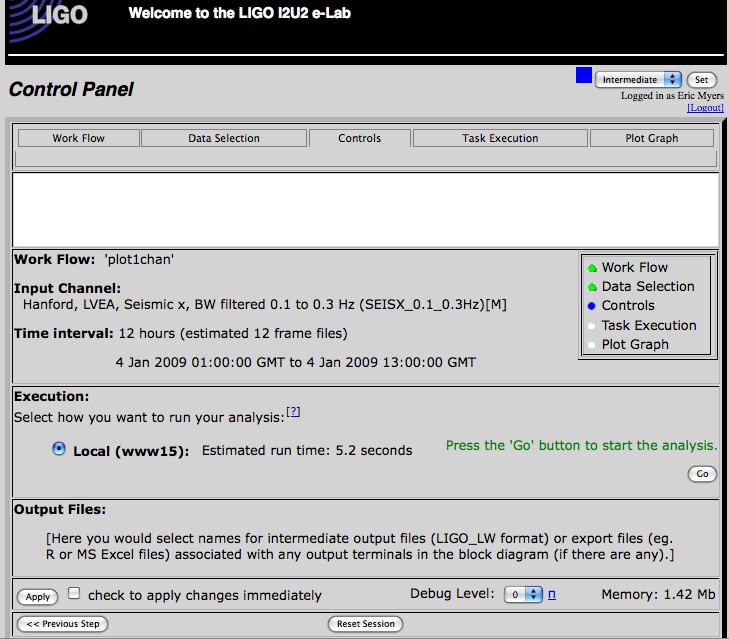 LIGO
Welcome to the LIGO I2U2 e-Lab
Control Panel
Intermediate Set
Logged in as Eric Myers
[Logout]
Work Flow Data Selection Controls Task Execution Plot Graph
Work Flow: 'plot1chan'
Input Channel:
Hanford, LVEA, Seismic x, BW filtered 0.1 to 0.3 Hz (SEISX_0.1_0.3Hz)[M]
Time interval: 12 hours (estimated 12 frame files)
4 Jan 2009 01:00:00 GMT to 4 Jan 2009 13:00:00 GMT
Work Flow
Data Selection
Controls
Task Execution
Plot Graph
Execution:
Select how you want to run your analysis:[?]
Local (www15): Estimated run time: 5.2 seconds
Press the 'Go' button to start the analysis.
Go
Output Files:
[Here you would select names for intermediate output files (LIGO_LW format) or export files (eg.
R or MS Excel files) associated with any output terminals in the block diagram (if there are any).]
Apply check to apply changes immediately Debug Level: 0 Π Memory: 1.42 Mb
<< Previous Step Reset Session